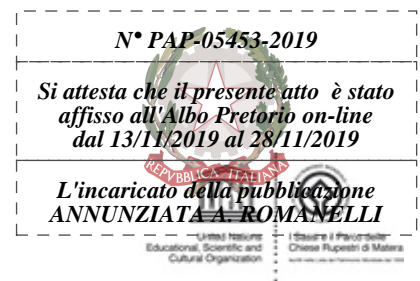 N° PAP-05453-2019
Si attesta che il presente atto è stato
affisso all'Albo Pretorio on-line
dal 13/11/2019 al 28/11/2019
REPVBBLICA ITALIANA
L'incaricato della pubblicazione
ANNUNZIATA A. ROMANELLI
United Nations
Educational, Scientific and
Cultural Organization
I Sassi e il Parco delle
Chiese Rupestri di Matera